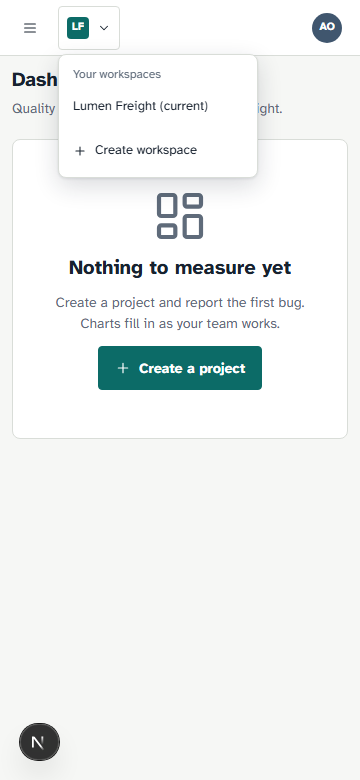 LF
AO
Your workspaces
Lumen Freight (current)
Create workspace
Dash
Quality
ight.
Nothing to measure yet
Create a project and report the first bug.
Charts fill in as your team works.
Create a project
N